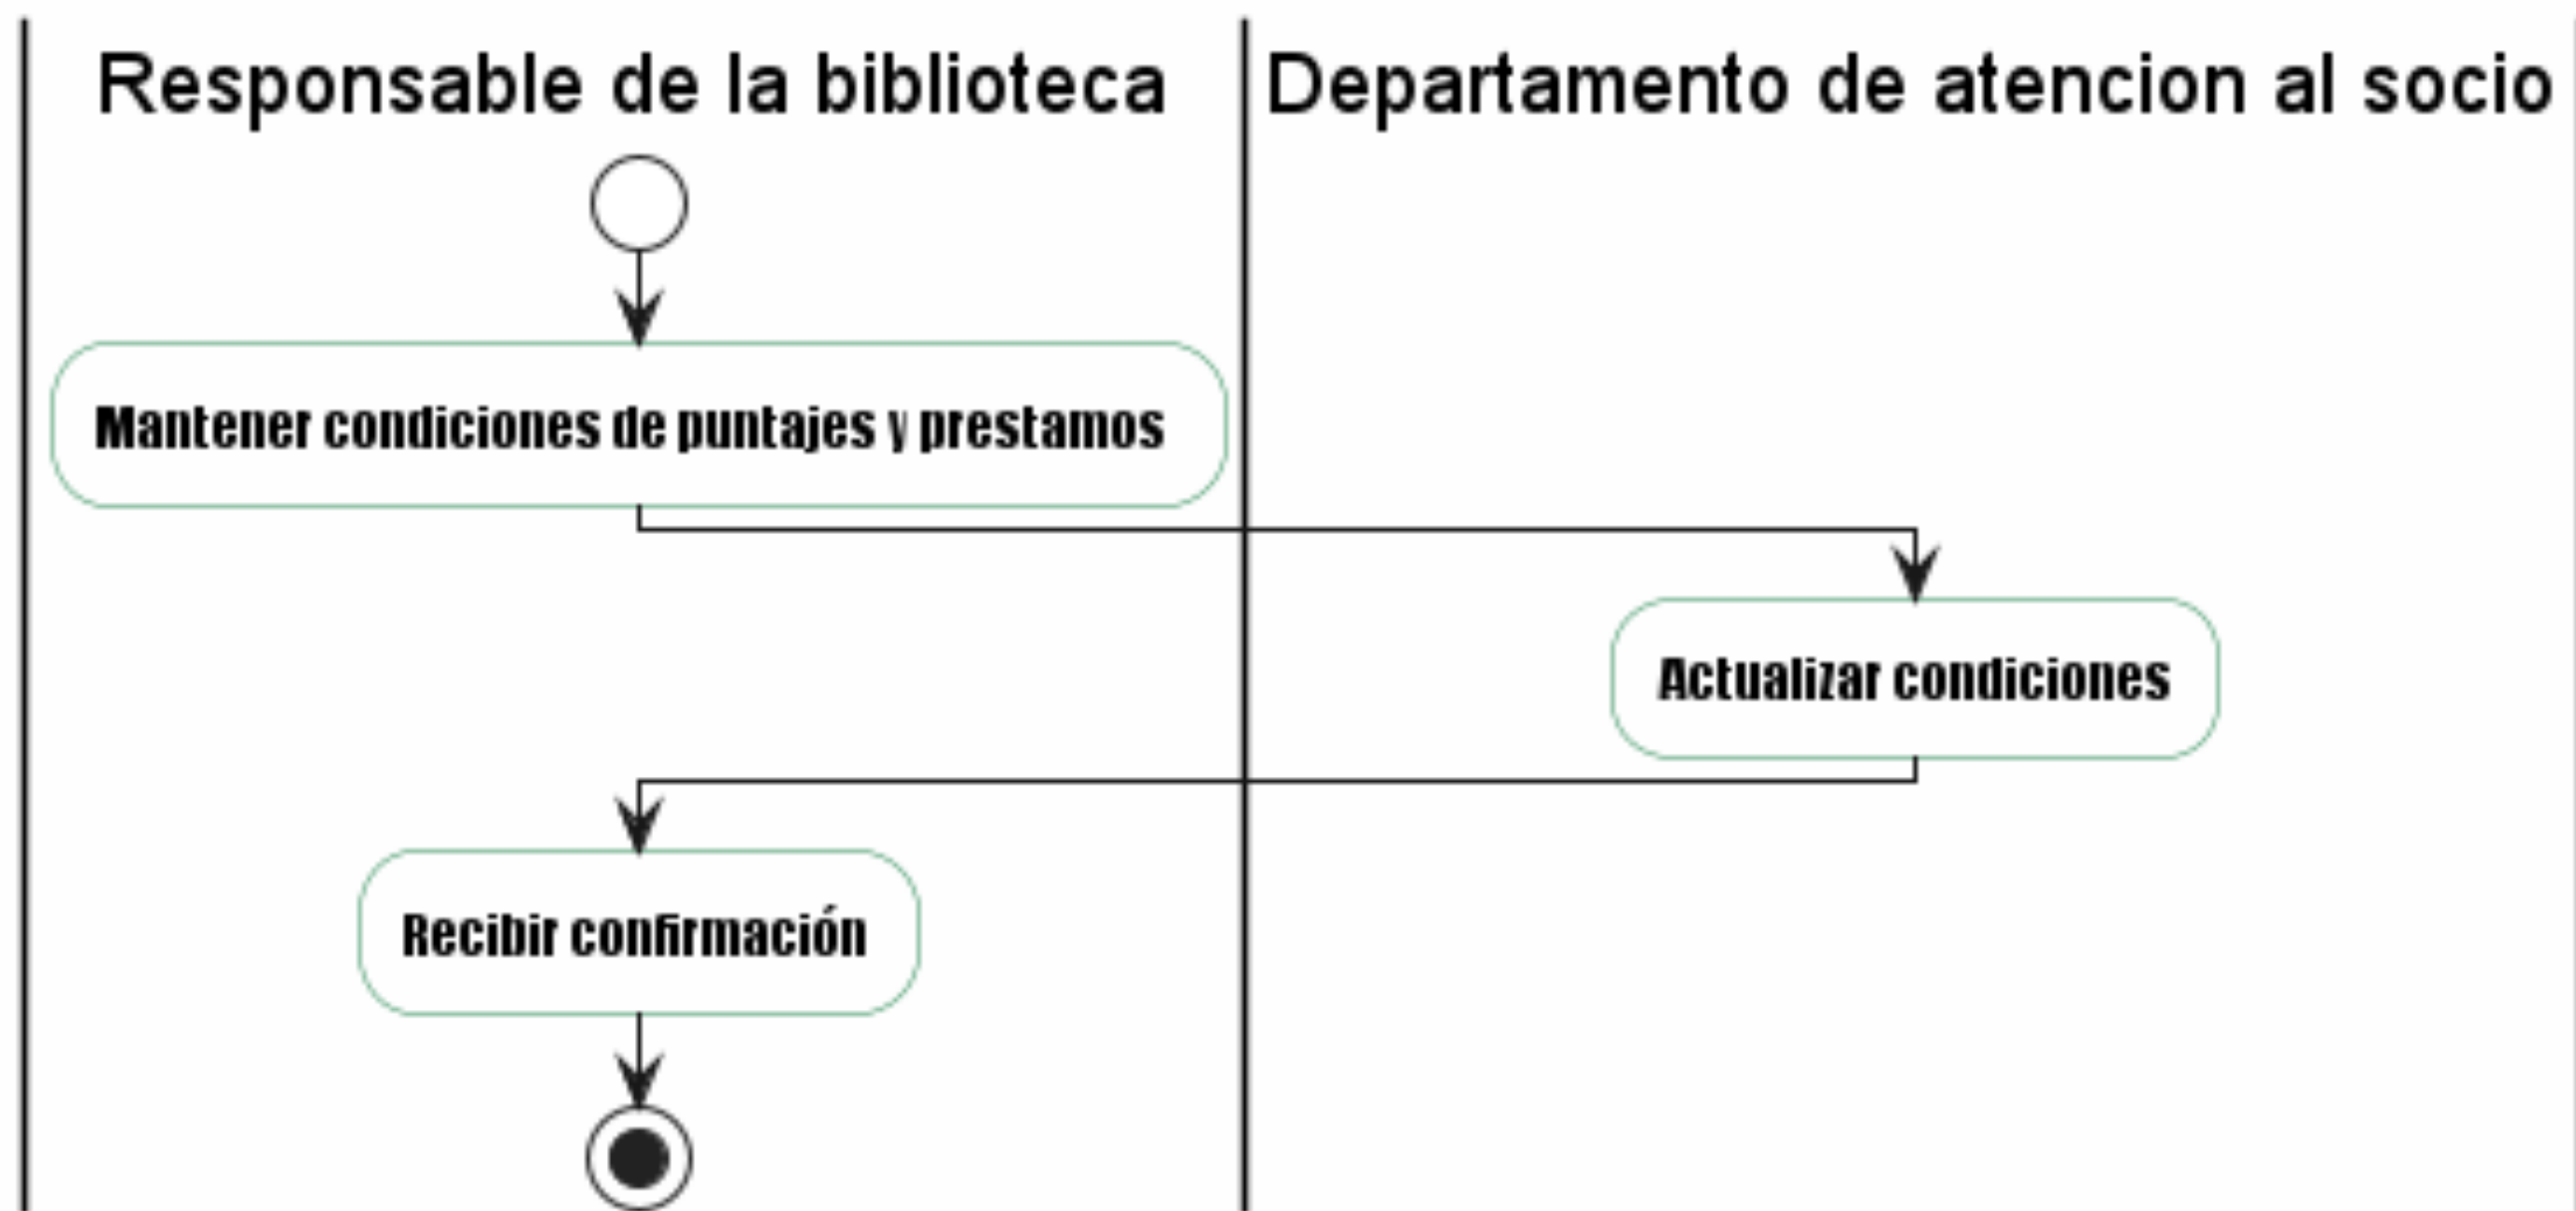 Responsable de la biblioteca
Departamento de atencion al socio
Mantener condiciones de puntajes y prestamos
Actualizar condiciones
Recibir confirmación